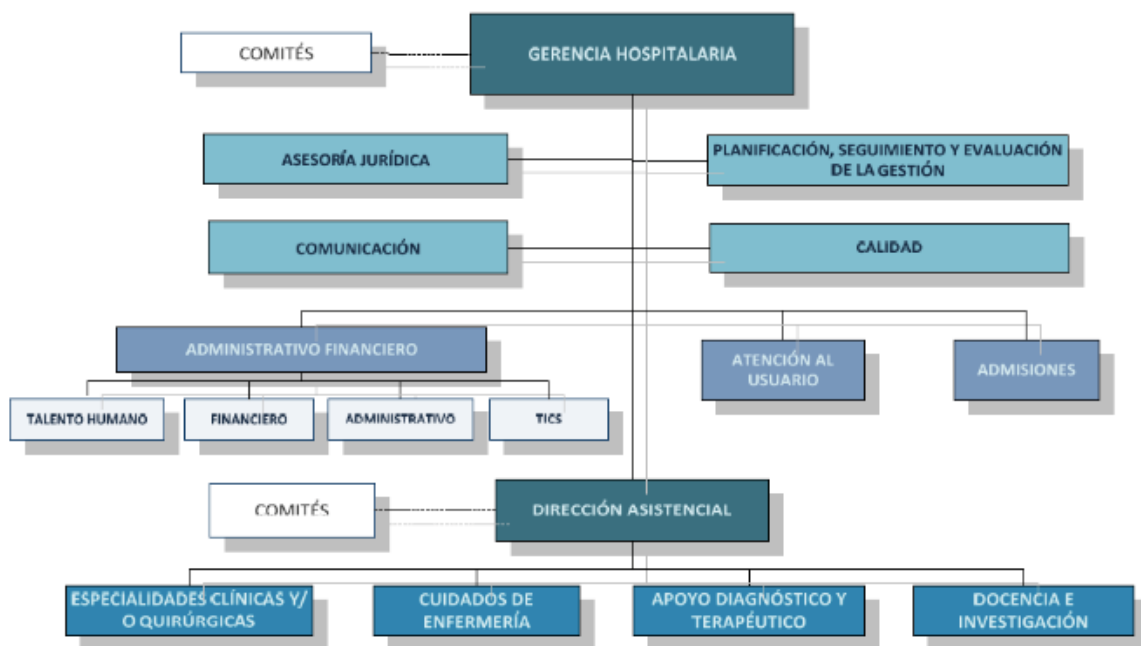 COMITÉS
GERENCIA HOSPITALARIA
ASESORÍA JURÍDICA
PLANIFICACIÓN, SEGUIMIENTO Y EVALUACIÓN
DE LA GESTIÓN
COMUNICACIÓN
CALIDAD
ADMINISTRATIVO FINANCIERO
ATENCIÓN AL
USUARIO
ADMISIONES
TALENTO HUMANO
FINANCIERO
ADMINISTRATIVO
TICS
COMITÉS
DIRECCIÓN ASISTENCIAL
ESPECIALIDADES CLÍNICAS Y/
O QUIRÚRGICAS
CUIDADOS DE
ENFERMERÍA
APOYO DIAGNÓSTICO Y
TERAPÉUTICO
DOCENCIA E
INVESTIGACIÓN